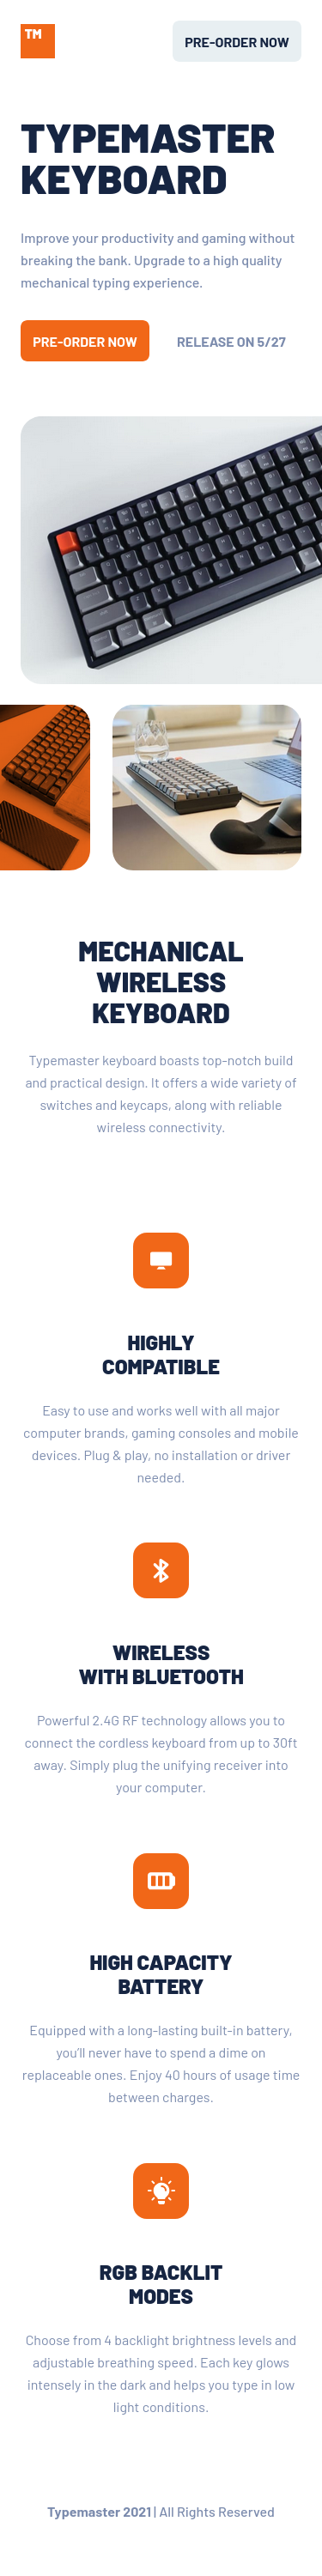 TM
PRE-ORDER NOW
TYPEMASTER
KEYBOARD
Improve your productivity and gaming without
breaking the bank. Upgrade to a high quality
mechanical typing experience.
PRE-ORDER NOW
RELEASE ON 5/27
MECHANICAL
WIRELESS
KEYBOARD
Typemaster keyboard boasts top-notch build
and practical design. It offers a wide variety of
switches and keycaps, along with reliable
wireless connectivity.
HIGHLY
COMPATIBLE
Easy to use and works well with all major
computer brands, gaming consoles and mobile
devices. Plug & play, no installation or driver
needed.
WIRELESS
WITH BLUETOOTH
Powerful 2.4G RF technology allows you to
connect the cordless keyboard from up to 30ft
away. Simply plug the unifying receiver into
your computer.
HIGH CAPACITY
BATTERY
Equipped with a long-lasting built-in battery,
you’ll never have to spend a dime on
replaceable ones. Enjoy 40 hours of usage time
between charges.
RGB BACKLIT
MODES
Choose from 4 backlight brightness levels and
adjustable breathing speed. Each key glows
intensely in the dark and helps you type in low
light conditions.
Typemaster 2021 | All Rights Reserved